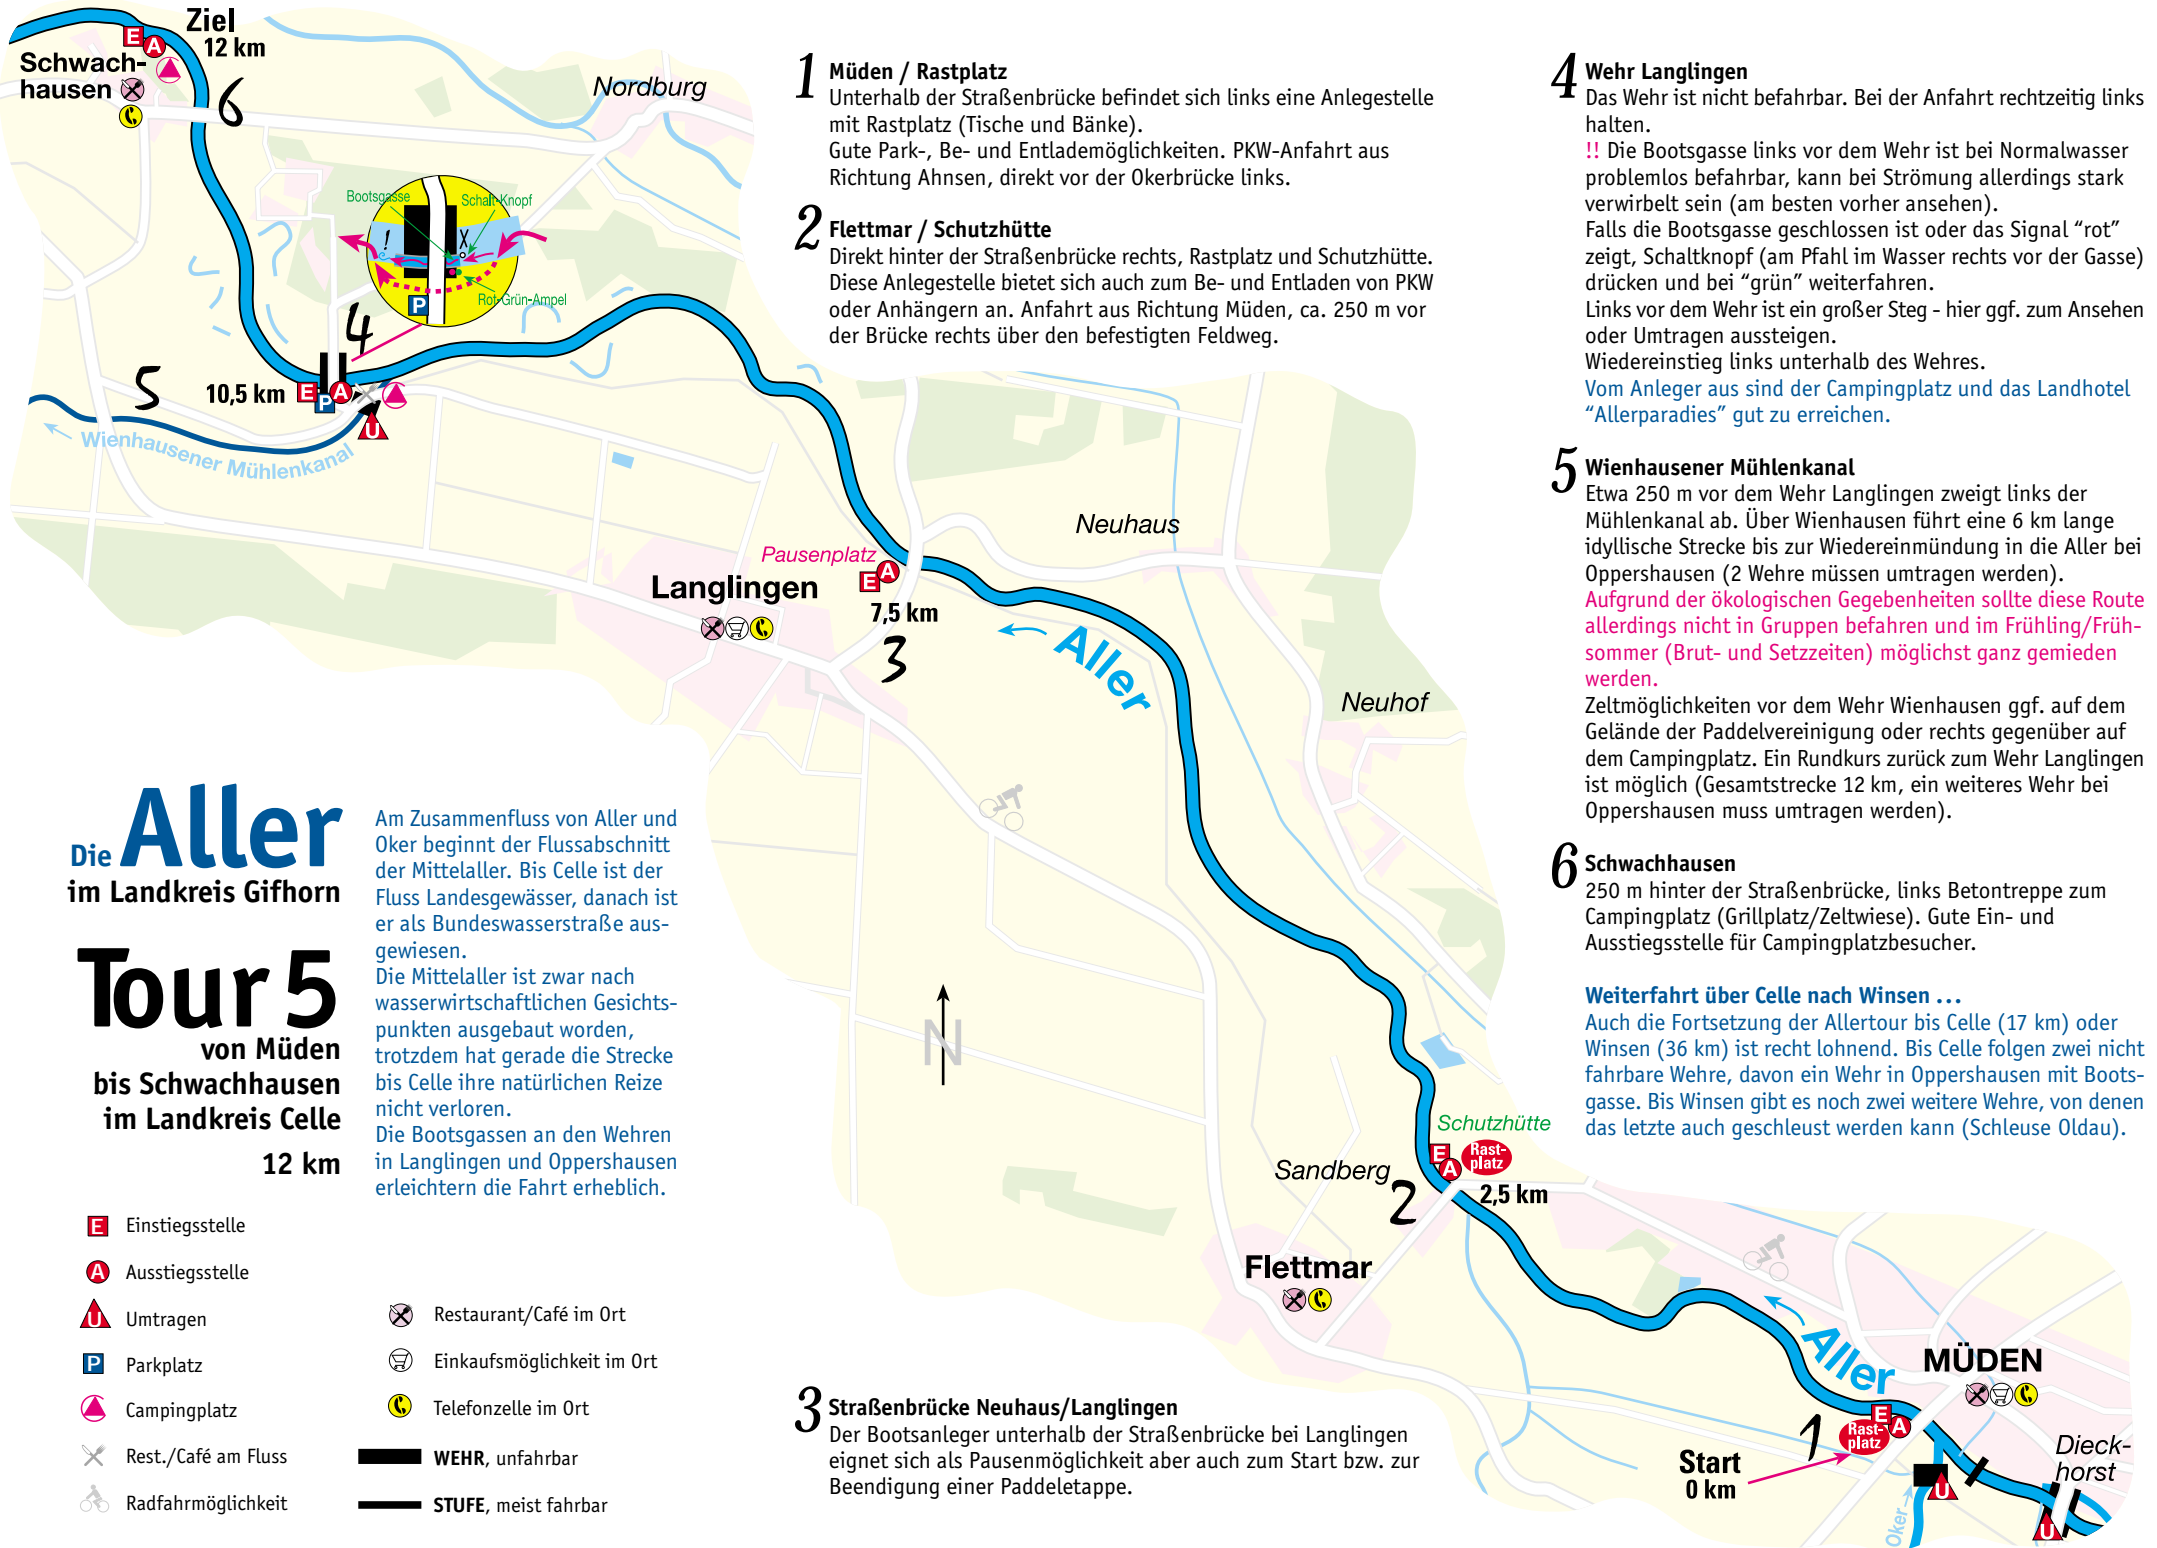 Ziel
12 km
Schwach-
hausen
6
Nordburg
Bootsgasse
Schalt-Knopf
!
Rot-Grün-Ampel
P
4
5
10,5 km
E
A
P
U
Wienhausener Mühlenkanal
Pausenplatz
E
A
Langlingen
7,5 km
3
Neuhaus
Aller
Neuhof
N
Schutzhütte
E
A
Rast-
platz
Sandberg
2
2,5 km
Flettmar
Aller
MÜDEN
E
A
Rast-
platz
1
Start
0 km
Dieck-
horst
U
Oker
U
E
A
1
Müden / Rastplatz
Unterhalb der Straßenbrücke befindet sich links eine Anlegestelle
mit Rastplatz (Tische und Bänke).
Gute Park-, Be- und Entlademöglichkeiten. PKW-Anfahrt aus
Richtung Ahnsen, direkt vor der Okerbrücke links.
2
Flettmar / Schutzhütte
Direkt hinter der Straßenbrücke rechts, Rastplatz und Schutzhütte.
Diese Anlegestelle bietet sich auch zum Be- und Entladen von PKW
oder Anhängern an. Anfahrt aus Richtung Müden, ca. 250 m vor
der Brücke rechts über den befestigten Feldweg.
3
Straßenbrücke Neuhaus/Langlingen
Der Bootsanleger unterhalb der Straßenbrücke bei Langlingen
eignet sich als Pausenmöglichkeit aber auch zum Start bzw. zur
Beendigung einer Paddeletappe.
4
Wehr Langlingen
Das Wehr ist nicht befahrbar. Bei der Anfahrt rechtzeitig links
halten.
!! Die Bootsgasse links vor dem Wehr ist bei Normalwasser
problemlos befahrbar, kann bei Strömung allerdings stark
verwirbelt sein (am besten vorher ansehen).
Falls die Bootsgasse geschlossen ist oder das Signal “rot”
zeigt, Schaltknopf (am Pfahl im Wasser rechts vor der Gasse)
drücken und bei “grün” weiterfahren.
Links vor dem Wehr ist ein großer Steg - hier ggf. zum Ansehen
oder Umtragen aussteigen.
Wiedereinstieg links unterhalb des Wehres.
Vom Anleger aus sind der Campingplatz und das Landhotel
“Allerparadies” gut zu erreichen.
5
Wienhausener Mühlenkanal
Etwa 250 m vor dem Wehr Langlingen zweigt links der
Mühlenkanal ab. Über Wienhausen führt eine 6 km lange
idyllische Strecke bis zur Wiedereinmündung in die Aller bei
Oppershausen (2 Wehre müssen umtragen werden).
Aufgrund der ökologischen Gegebenheiten sollte diese Route
allerdings nicht in Gruppen befahren und im Frühling/Früh-
sommer (Brut- und Setzzeiten) möglichst ganz gemieden
werden.
Zeltmöglichkeiten vor dem Wehr Wienhausen ggf. auf dem
Gelände der Paddelvereinigung oder rechts gegenüber auf
dem Campingplatz. Ein Rundkurs zurück zum Wehr Langlingen
ist möglich (Gesamtstrecke 12 km, ein weiteres Wehr bei
Oppershausen muss umtragen werden).
6
Schwachhausen
250 m hinter der Straßenbrücke, links Betontreppe zum
Campingplatz (Grillplatz/Zeltwiese). Gute Ein- und
Ausstiegsstelle für Campingplatzbesucher.
Weiterfahrt über Celle nach Winsen ...
Auch die Fortsetzung der Allertour bis Celle (17 km) oder
Winsen (36 km) ist recht lohnend. Bis Celle folgen zwei nicht
fahrbare Wehre, davon ein Wehr in Oppershausen mit Boots-
gasse. Bis Winsen gibt es noch zwei weitere Wehre, von denen
das letzte auch geschleust werden kann (Schleuse Oldau).
Die Aller
im Landkreis Gifhorn
Tour 5
von Müden
bis Schwachhausen
im Landkreis Celle
12 km
Am Zusammenfluss von Aller und
Oker beginnt der Flussabschnitt
der Mittelaller. Bis Celle ist der
Fluss Landesgewässer, danach ist
er als Bundeswasserstraße aus-
gewiesen.
Die Mittelaller ist zwar nach
wasserwirtschaftlichen Gesichts-
punkten ausgebaut worden,
trotzdem hat gerade die Strecke
bis Celle ihre natürlichen Reize
nicht verloren.
Die Bootsgassen an den Wehren
in Langlingen und Oppershausen
erleichtern die Fahrt erheblich.
E Einstiegsstelle
A Ausstiegsstelle
U Umtragen
P Parkplatz
Campingplatz
Rest./Café am Fluss
Radfahrmöglichkeit
Restaurant/Café im Ort
Einkaufsmöglichkeit im Ort
Telefonzelle im Ort
WEHR, unfahrbar
STUFE, meist fahrbar